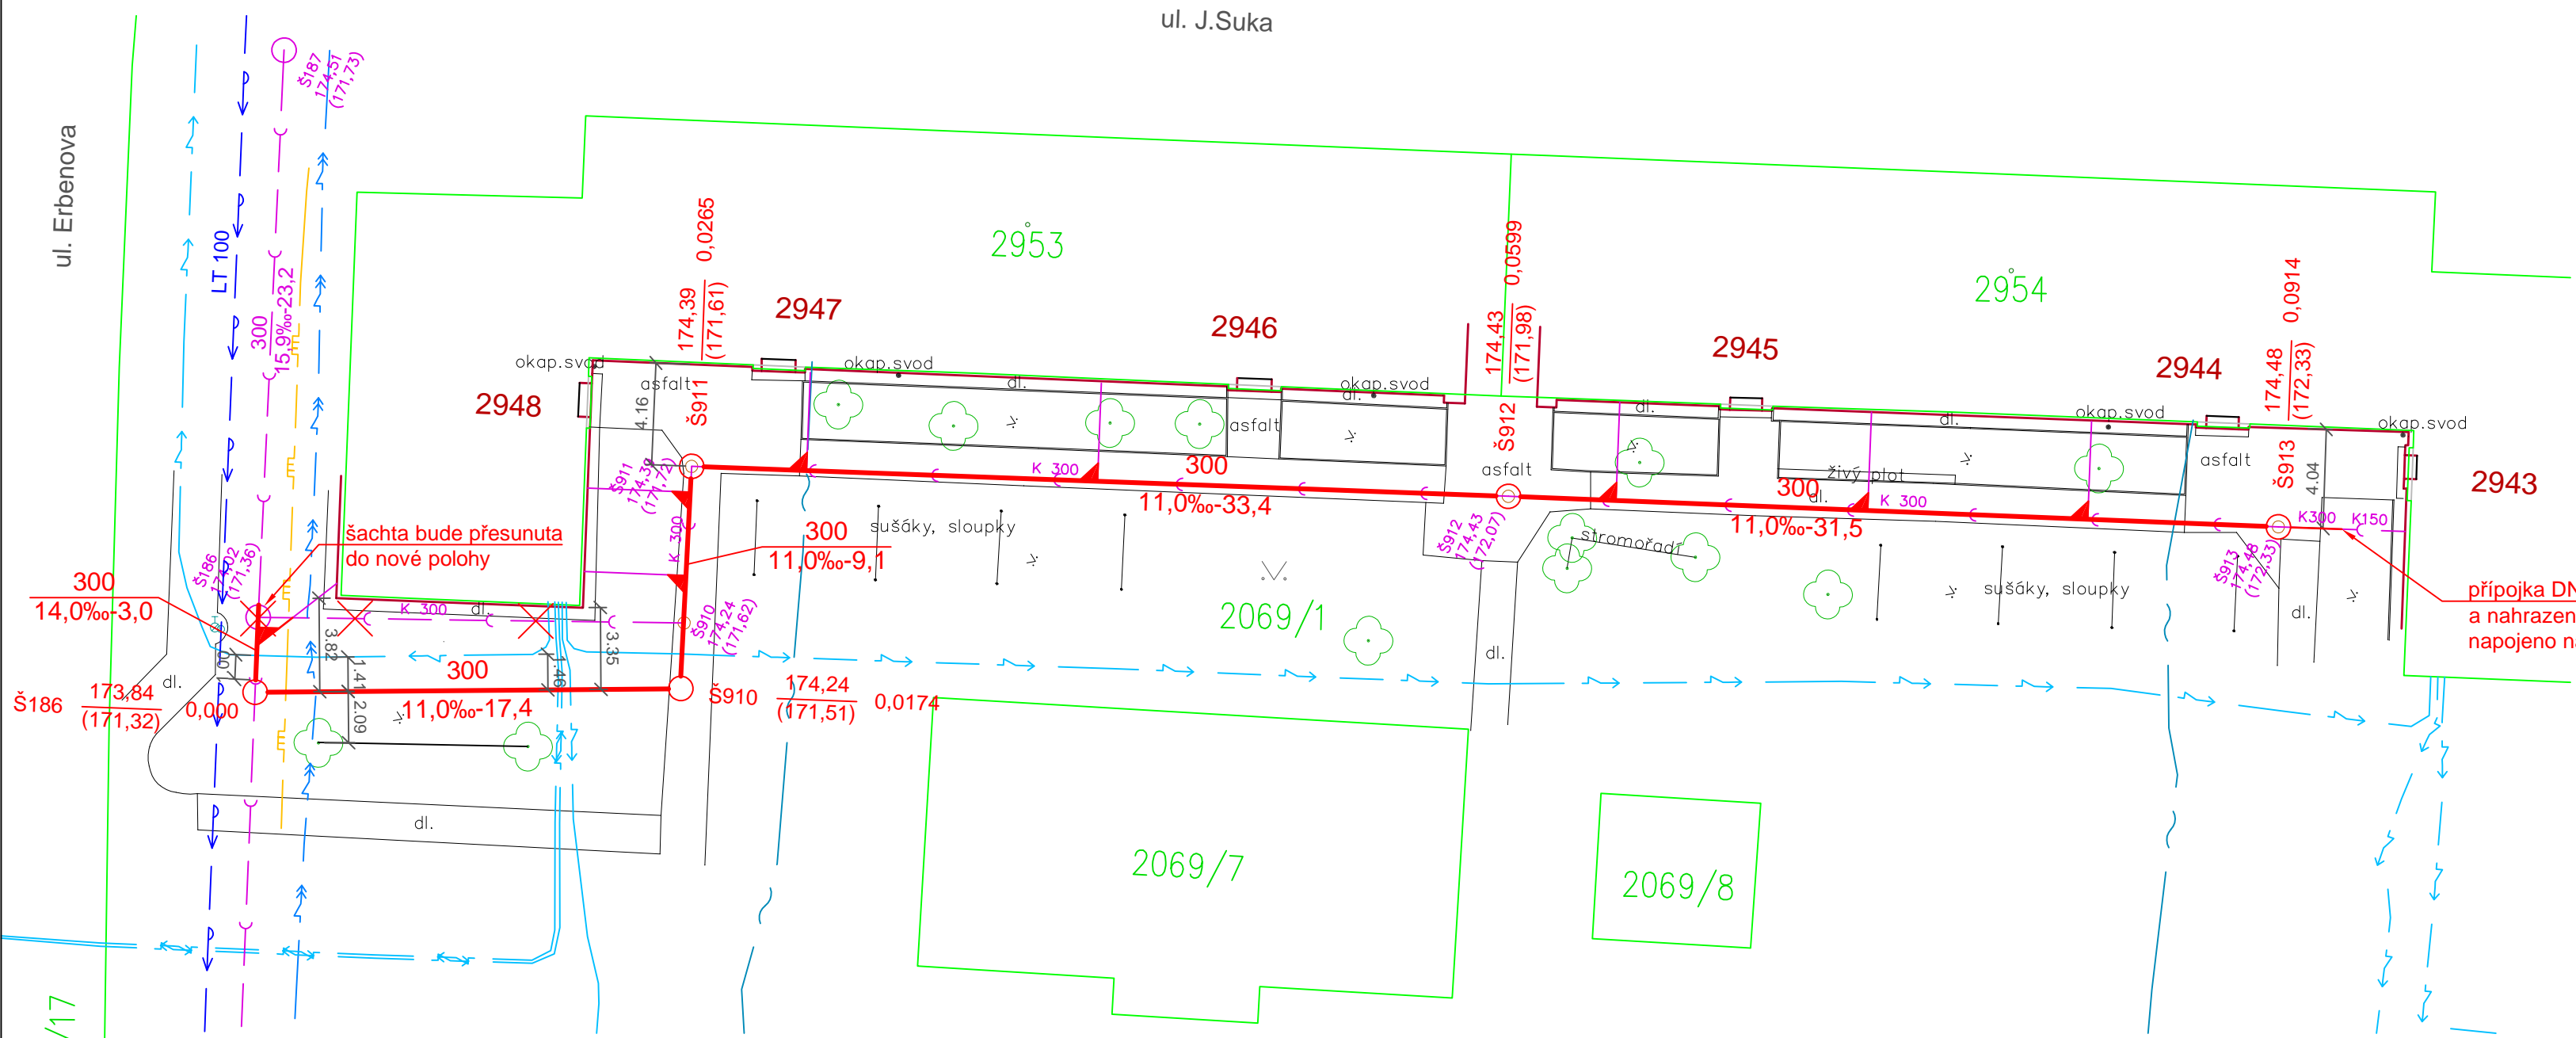 ul. J.Suka
ul. Erbenova
Š187
174,51
(171,73)
LT 100
300
15,9‰-23,2
2953
2954
2947
2946
2945
2944
2948
2943
174,39
(171,61)
0,0265
Š911
174,43
(171,98)
0,0599
Š912
174,48
(172,33)
0,0914
Š913
okap.svod
okap.svod
okap.svod
okap.svod
okap.svod
asfalt
asfalt
asfalt
asfalt
dl.
dl.
dl.
dl.
4.16
4.04
živý plot
dl.
K 300
300
11,0‰-33,4
300
11,0‰-31,5
K 300
K300
K150
Š911
174,39
(171,72)
Š912
174,43
(172,07)
Š913
174,48
(172,33)
K 300
300
11,0‰-9,1
sušáky, sloupky
stromořadí
sušáky, sloupky
šachta bude přesunuta
do nové polohy
Š186
174,02
(171,36)
300
14,0‰-3,0
K 300
dl.
Š910
174,24
(171,62)
3.82
3.35
1.41
1.46
2.09
300
11,0‰-17,4
Š186
173,84
(171,32)
0,000
Š910
174,24
(171,51)
0,0174
2069/1
dl.
dl.
dl.
dl.
přípojka DN
a nahrazen
napojeno n
2069/7
2069/8
/17